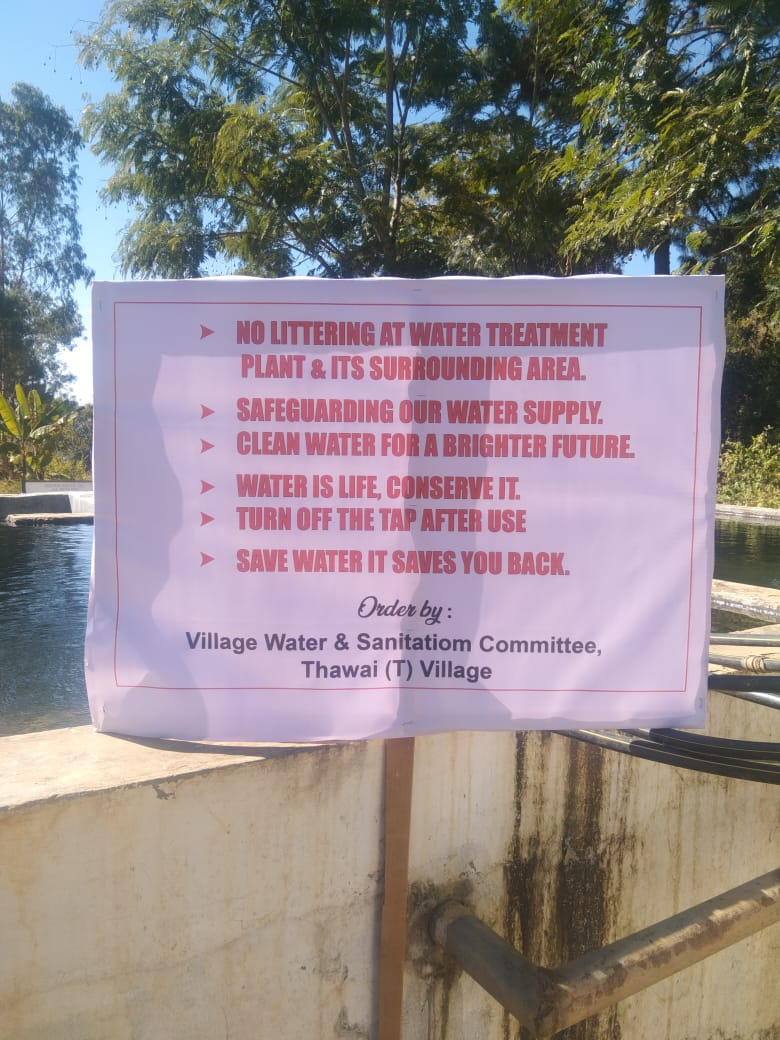 ➤ NO LITTERING AT WATER TREATMENT
PLANT & ITS SURROUNDING AREA.
➤ SAFEGUARDING OUR WATER SUPPLY.
➤ CLEAN WATER FOR A BRIGHTER FUTURE.
➤ WATER IS LIFE, CONSERVE IT.
➤ TURN OFF THE TAP AFTER USE
➤ SAVE WATER IT SAVES YOU BACK.
Order by :
Village Water & Sanitatiom Committee,
Thawai (T) Village